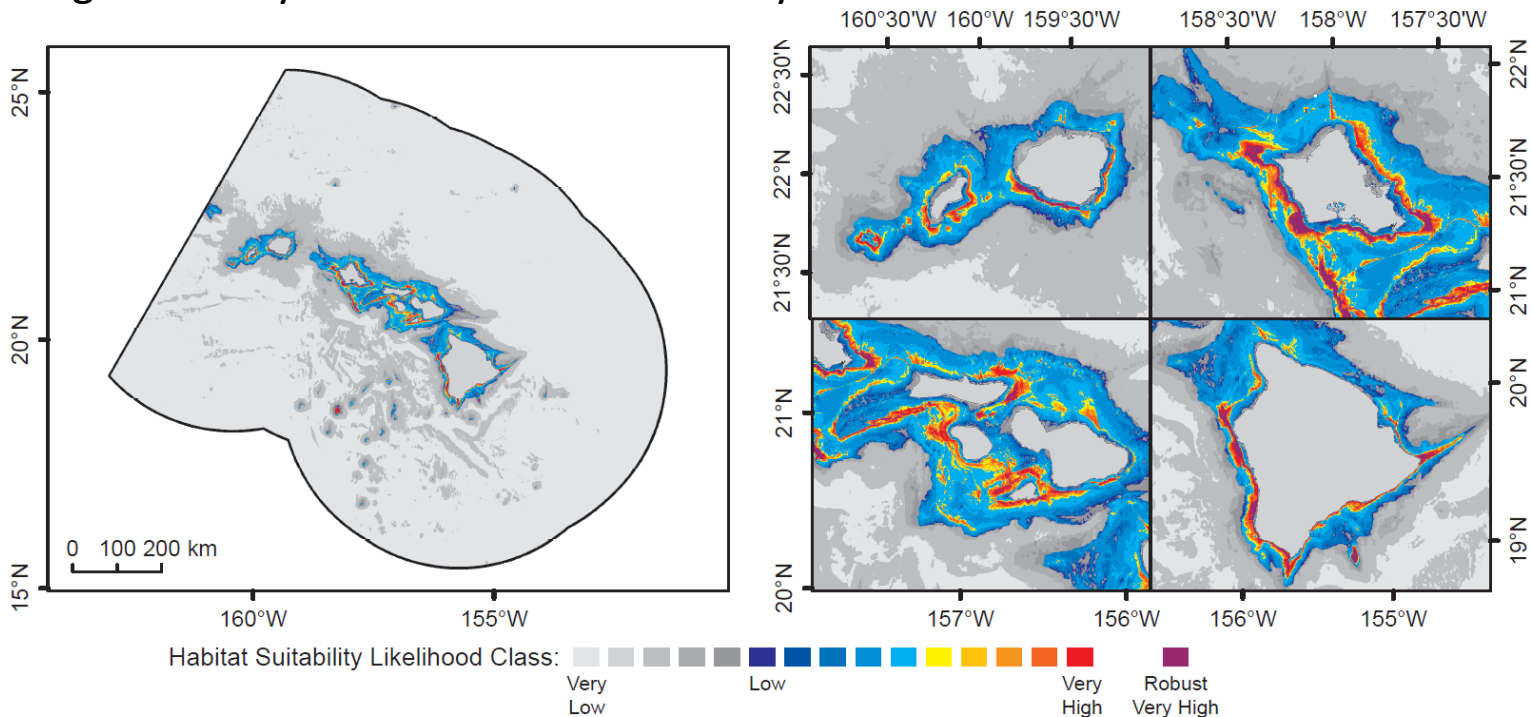 160°30'W 160°W 159°30'W
158°30'W 158°W 157°30'W
25°N
20°N
15°N
0 100 200 km
160°W 155°W
22°30'N
22°N
21°30'N
22°N
21°30'N
21°N
21°N
20°N
20°N
19°N
157°W 156°W 156°W 155°W
Habitat Suitability Likelihood Class:
Very Low
Low
Very High
Robust Very High